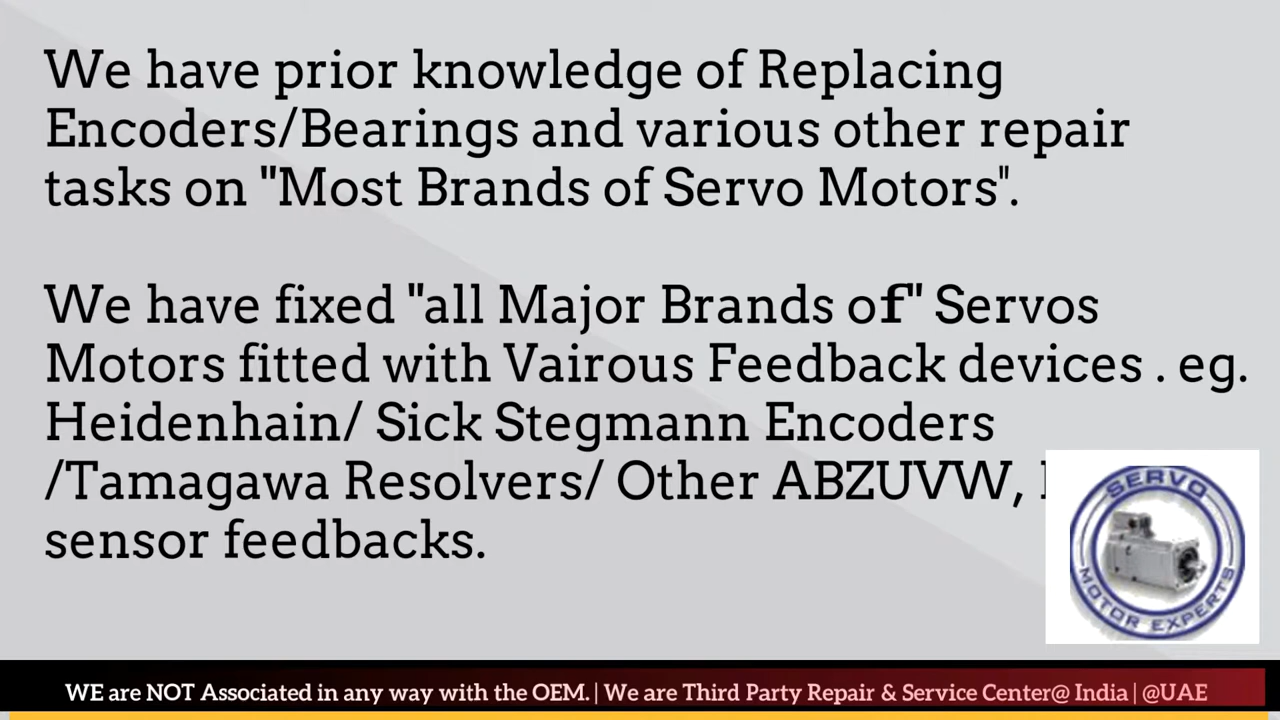 We have prior knowledge of Replacing
Encoders/Bearings and various other repair
tasks on "Most Brands of Servo Motors".
We have fixed "all Major Brands of" Servos
Motors fitted with Vairous Feedback devices . eg.
Heidenhain/ Sick Stegmann Encoders
/Tamagawa Resolvers/ Other ABZUVW,
sensor feedbacks.
SERVO
MOTOR EXPERTS
WE are NOT Associated in any way with the OEM. | We are Third Party Repair & Service Center@ India | @UAE